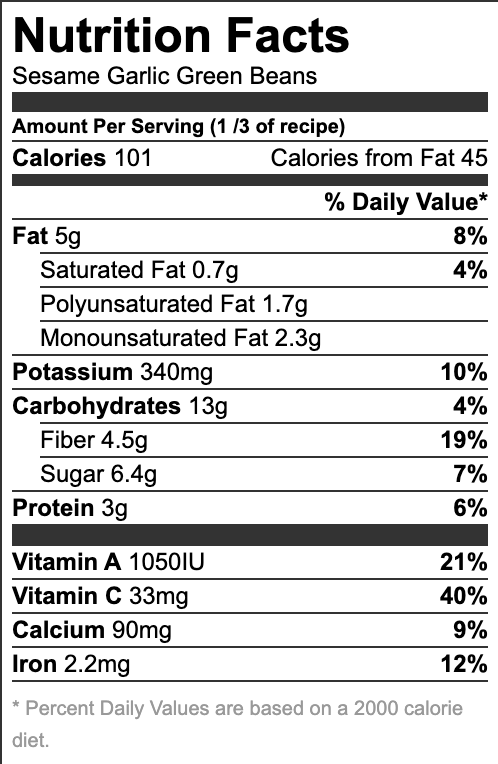 Nutrition Facts
Sesame Garlic Green Beans
Amount Per Serving (1 /3 of recipe)
Calories 101 Calories from Fat 45
% Daily Value*
Fat 5g 8%
Saturated Fat 0.7g 4%
Polyunsaturated Fat 1.7g
Monounsaturated Fat 2.3g
Potassium 340mg 10%
Carbohydrates 13g 4%
Fiber 4.5g 19%
Sugar 6.4g 7%
Protein 3g 6%
Vitamin A 1050IU 21%
Vitamin C 33mg 40%
Calcium 90mg 9%
Iron 2.2mg 12%
* Percent Daily Values are based on a 2000 calorie
diet.